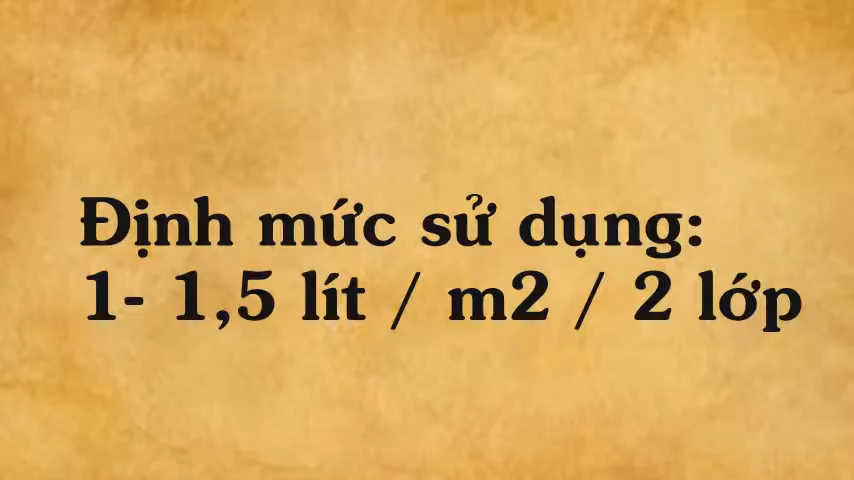 Định mức sử dụng:
1- 1,5 lít / m2 / 2 lớp